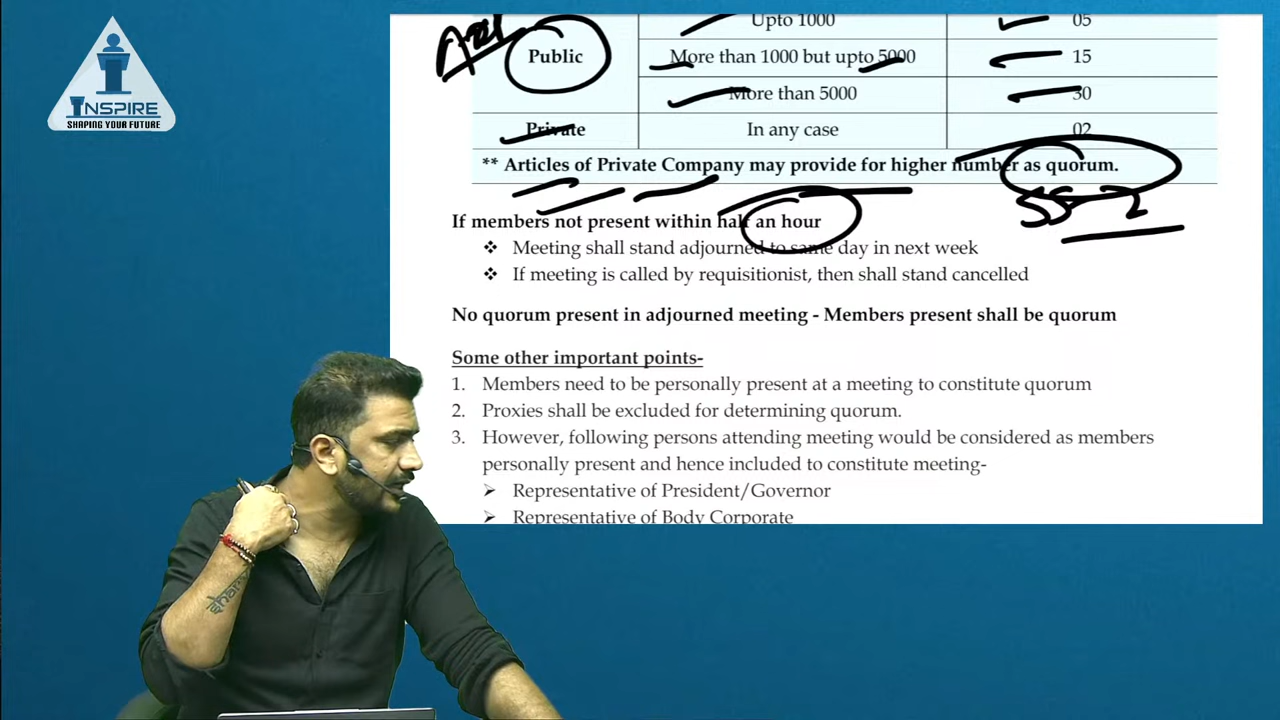 INSPIRE
SHAPING YOUR FUTURE
Upto 1000 05
Public More than 1000 but upto 5000 15
More than 5000 30
Private In any case 02
** Articles of Private Company may provide for higher number as quorum.
SS-2
If members not present within half an hour
❖ Meeting shall stand adjourned to same day in next week
❖ If meeting is called by requisitionist, then shall stand cancelled
No quorum present in adjourned meeting - Members present shall be quorum
Some other important points-
1. Members need to be personally present at a meeting to constitute quorum
2. Proxies shall be excluded for determining quorum.
3. However, following persons attending meeting would be considered as members
personally present and hence included to constitute meeting-
➢ Representative of President/Governor
➢ Representative of Body Corporate